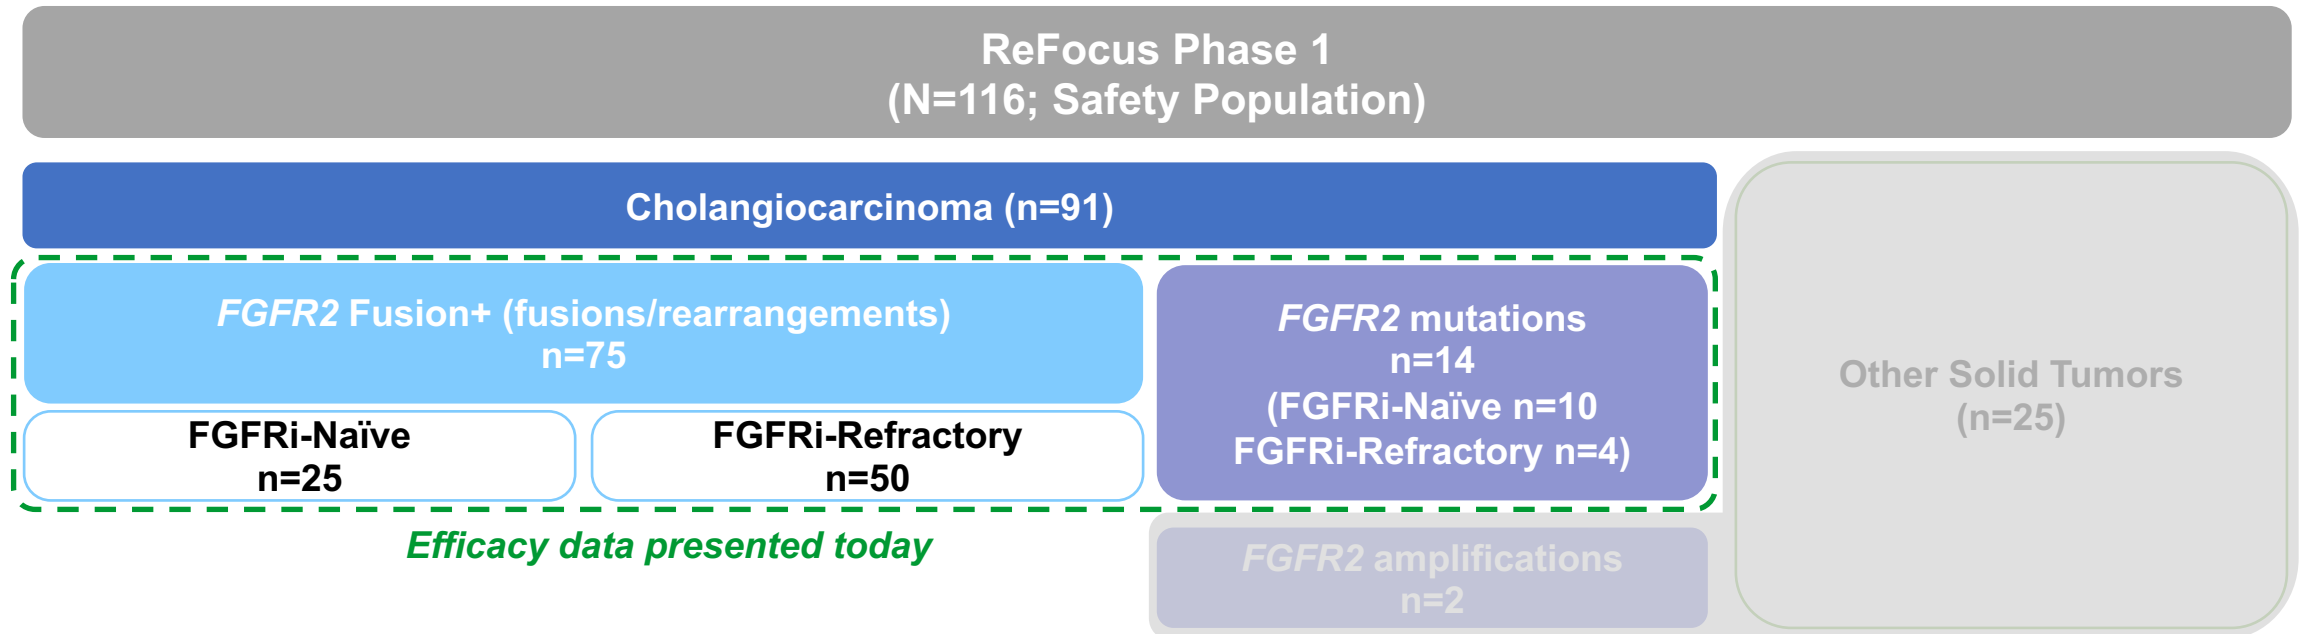 ReFocus Phase 1
(N=116; Safety Population)
Cholangiocarcinoma (n=91)
FGFR2 Fusion+ (fusions/rearrangements)
n=75
FGFRi-Naïve
n=25
FGFRi-Refractory
n=50
FGFR2 mutations
n=14
(FGFRi-Naïve n=10
FGFRi-Refractory n=4)
Other Solid Tumors
(n=25)
Efficacy data presented today
FGFR2 amplifications
n=2